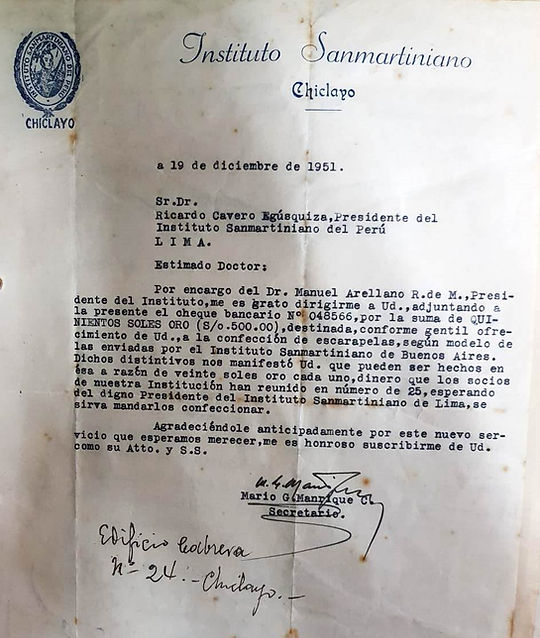 INSTITUTO SANMARTINIANO DEL PERU
CHICLAYO
Instituto Sanmartiniano
Chiclayo
a 19 de diciembre de 1951.
Sr.Dr.
Ricardo Cavero Egúsquiza,Presidente del
Instituto Sanmartiniano del Perú
L I M A.
Estimado Doctor:
Por encargo del Dr. Manuel Arellano R.de M.,Presi-
dente del Instituto,me es grato dirigirme a Ud.,adjuntando a
la presente el cheque bancario Nº 048566,por la suma de QUI-
NIENTOS SOLES ORO (S/o.500.00),destinada,conforme gentil ofre-
cimiento de Ud.,a la confección de escarapelas,según modelo de
las enviadas por el Instituto Sanmartiniano de Buenos Aires.
Dichos distintivos nos manifestó Ud. que pueden ser hechos en
ésa a razón de veinte soles oro cada uno,dinero que los socios
de nuestra Institución han reunido en número de 25,esperando
del digno Presidente del Instituto Sanmartiniano de Lima,se
sirva mandarlos confeccionar.
Agradeciéndole anticipadamente por este nuevo ser-
vicio que esperamos merecer,me es honroso suscribirme de Ud.
como su Atto. y S.S.
Mario G.Manrique C.
Secretario.
Edificio Cabrera
Nº 24.-Chiclayo.-